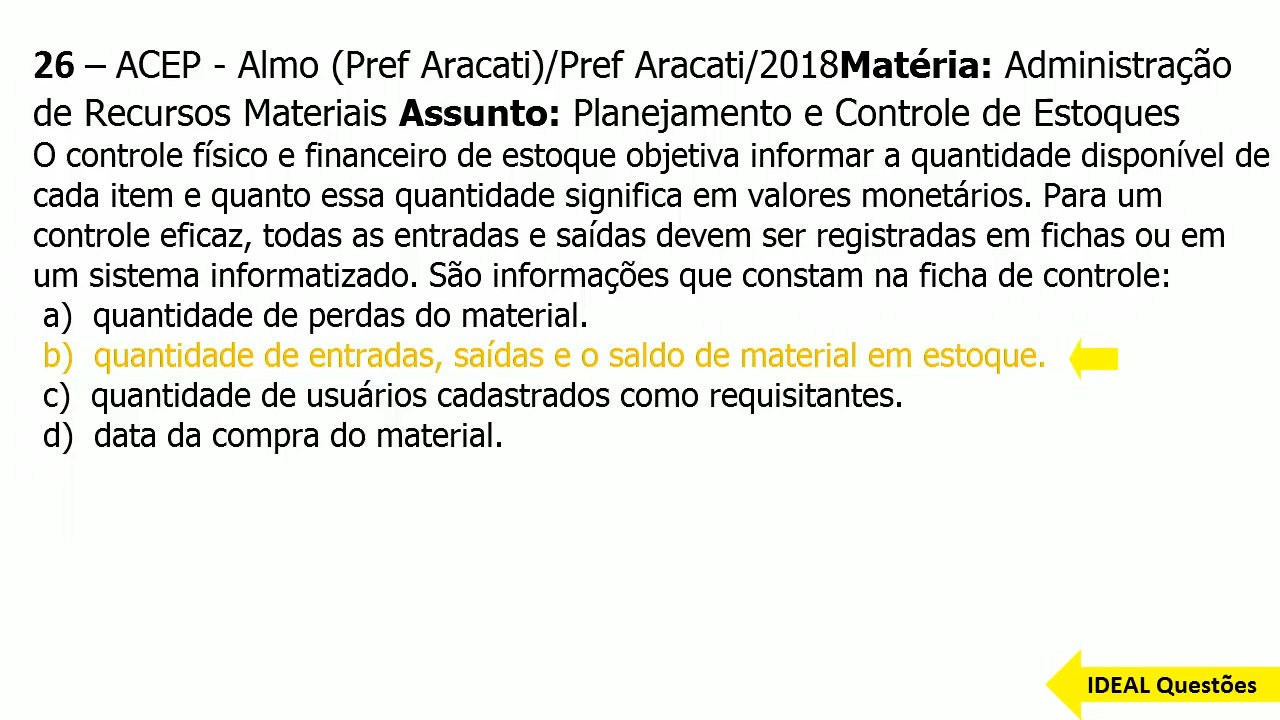 26 – ACEP - Almo (Pref Aracati)/Pref Aracati/2018Matéria: Administração
de Recursos Materiais Assunto: Planejamento e Controle de Estoques
O controle físico e financeiro de estoque objetiva informar a quantidade disponível de
cada item e quanto essa quantidade significa em valores monetários. Para um
controle eficaz, todas as entradas e saídas devem ser registradas em fichas ou em
um sistema informatizado. São informações que constam na ficha de controle:
a) quantidade de perdas do material.
b) quantidade de entradas, saídas e o saldo de material em estoque.
c) quantidade de usuários cadastrados como requisitantes.
d) data da compra do material.
IDEAL Questões